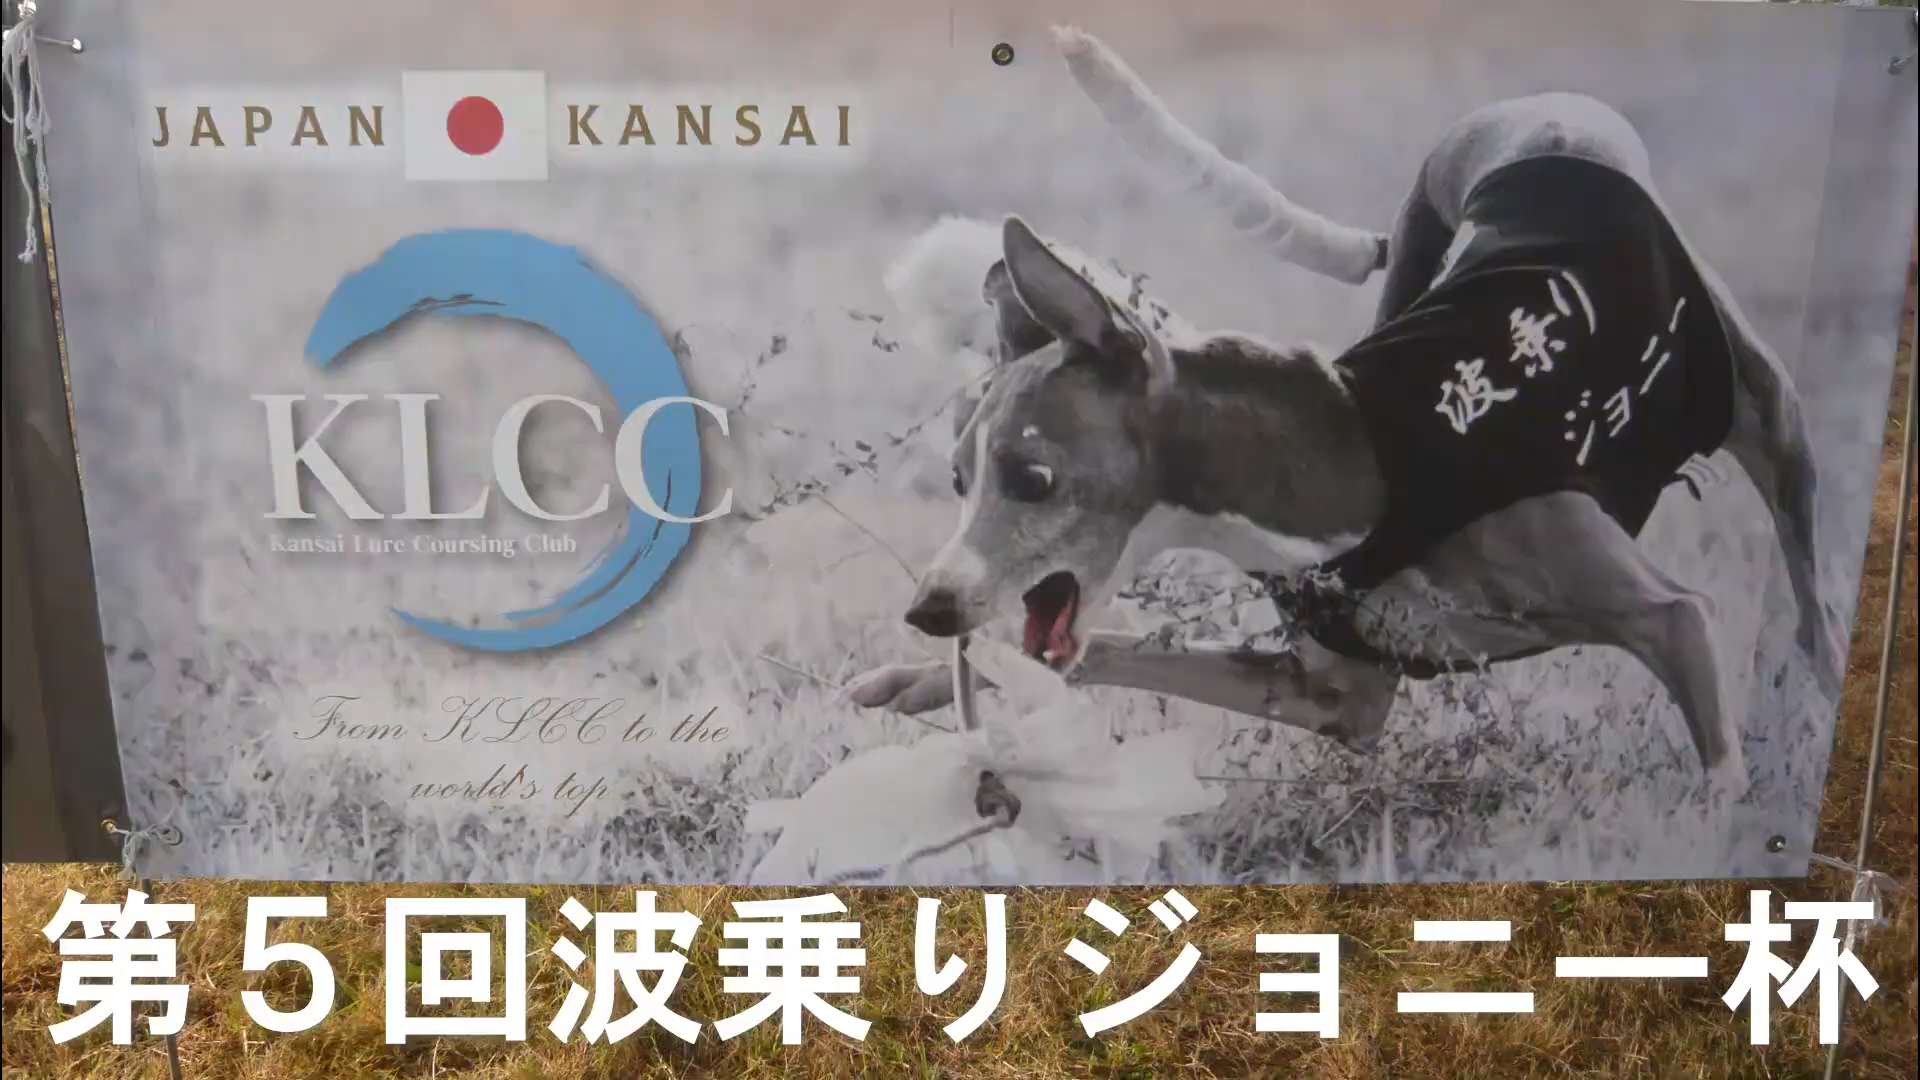 JAPAN KANSAI
KLCC
Kansai Lure Coursing Club
From KLCC to the
world's top
波乗り
ジョニー
第5回波乗りジョニー杯